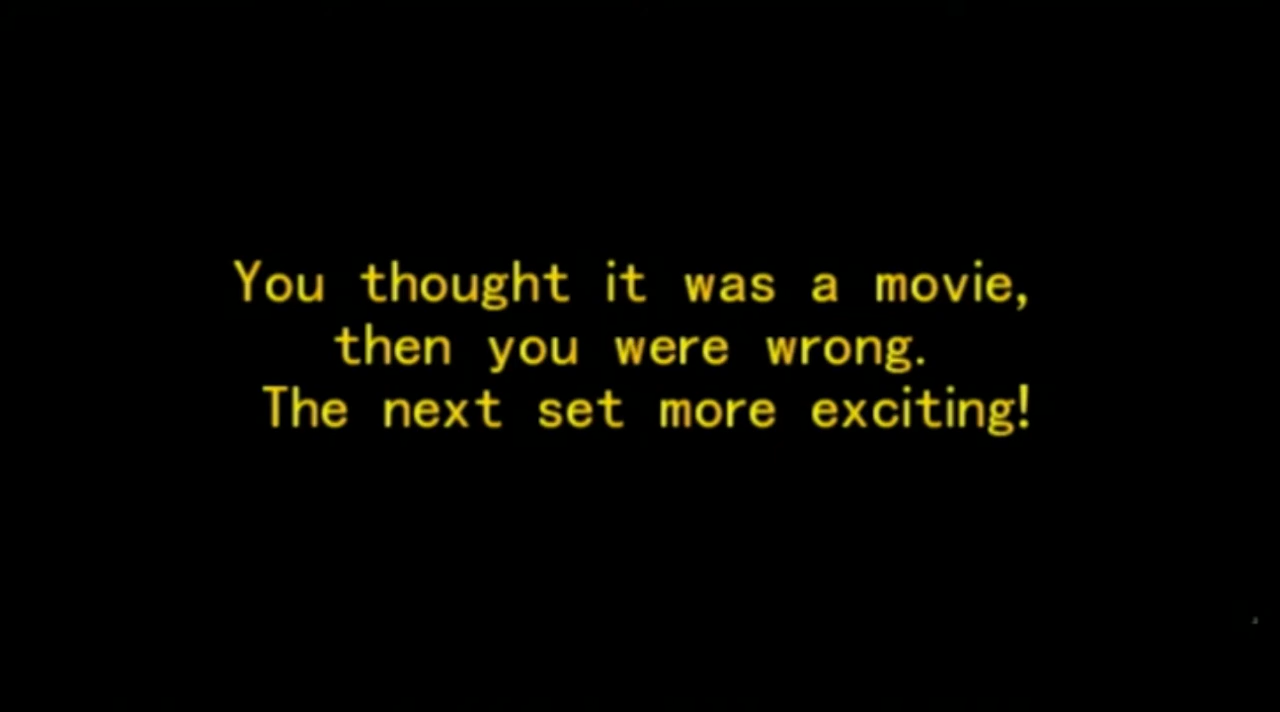 You thought it was a movie,
then you were wrong.
The next set more exciting!